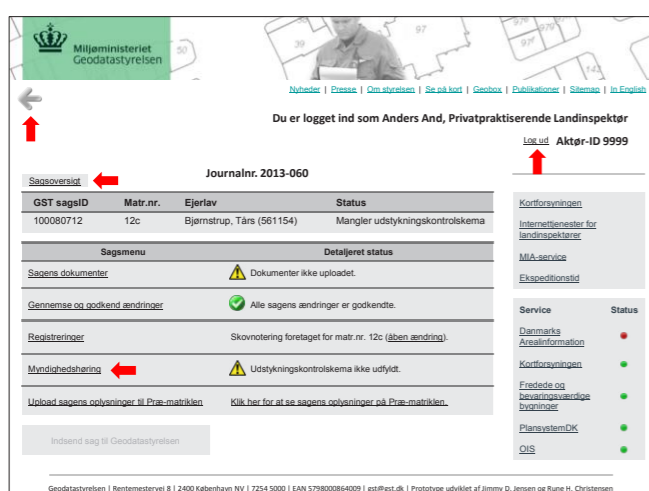 Miljøministeriet
Geodatastyrelsen
50
39
97
97f
143
Nyheder | Presse | Om styrelsen | Se på kort | Geobox | Publikationer | Sitemap | In English
Du er logget ind som Anders And, Privatpraktiserende Landinspektør
Log ud Aktør-ID 9999
Sagsoversigt
Journalnr. 2013-060
GST sagsID Matr.nr. Ejerlav Status
100080712 12c Bjørnstrup, Tårs (561154) Mangler udstykningskontrolskema
Sagsmenu Detaljeret status
Sagens dokumenter Dokumenter ikke uploadet.
Gennemse og godkend ændringer Alle sagens ændringer er godkendte.
Registreringer Skovnotering foretaget for matr.nr. 12c (åben ændring).
Myndighedshøring Udstykningskontrolskema ikke udfyldt.
Upload sagens oplysninger til Præ-matriklen Klik her for at se sagens oplysninger på Præ-matriklen.
Indsend sag til Geodatastyrelsen
Kortforsyningen
Internettjenester for
landinspektører
MIA-service
Ekspeditionstid
Service Status
Danmarks
Arealinformation
Kortforsyningen
Fredede og
bevaringsværdige
bygninger
PlansystemDK
OIS
Geodatastyrelsen | Rentemestervej 8 | 2400 København NV | 7254 5000 | EAN 5798000864009 | gst@gst.dk | Prototype udviklet af Jimmy D. Jensen og Rune H. Christensen